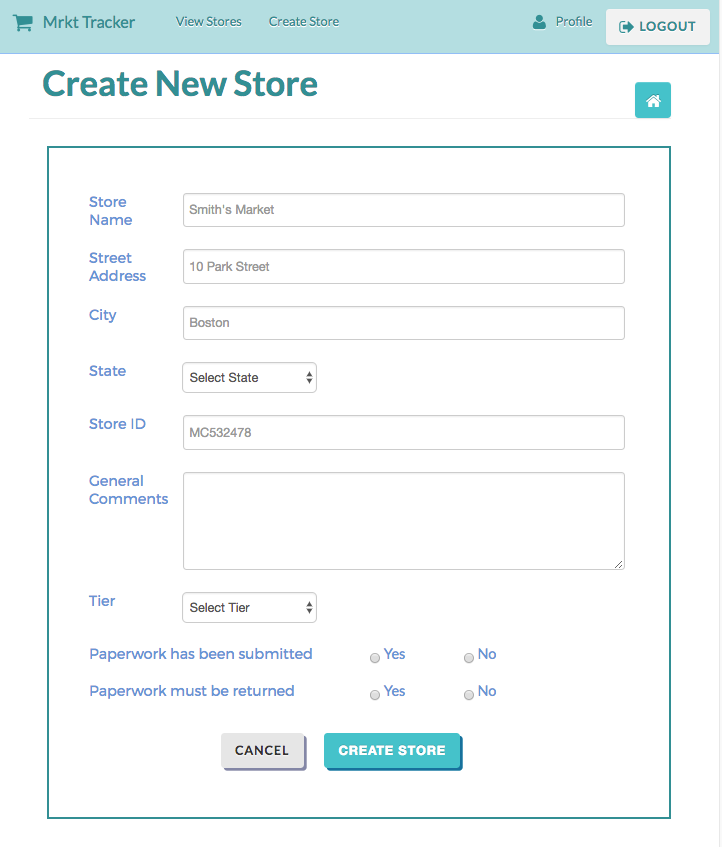 Mrkt Tracker View Stores Create Store Profile LOGOUT
Create New Store
Store
Name
Smith's Market
Street
Address
10 Park Street
City
Boston
State
Select State
Store ID
MC532478
General
Comments
Tier
Select Tier
Paperwork has been submitted Yes No
Paperwork must be returned Yes No
CANCEL CREATE STORE